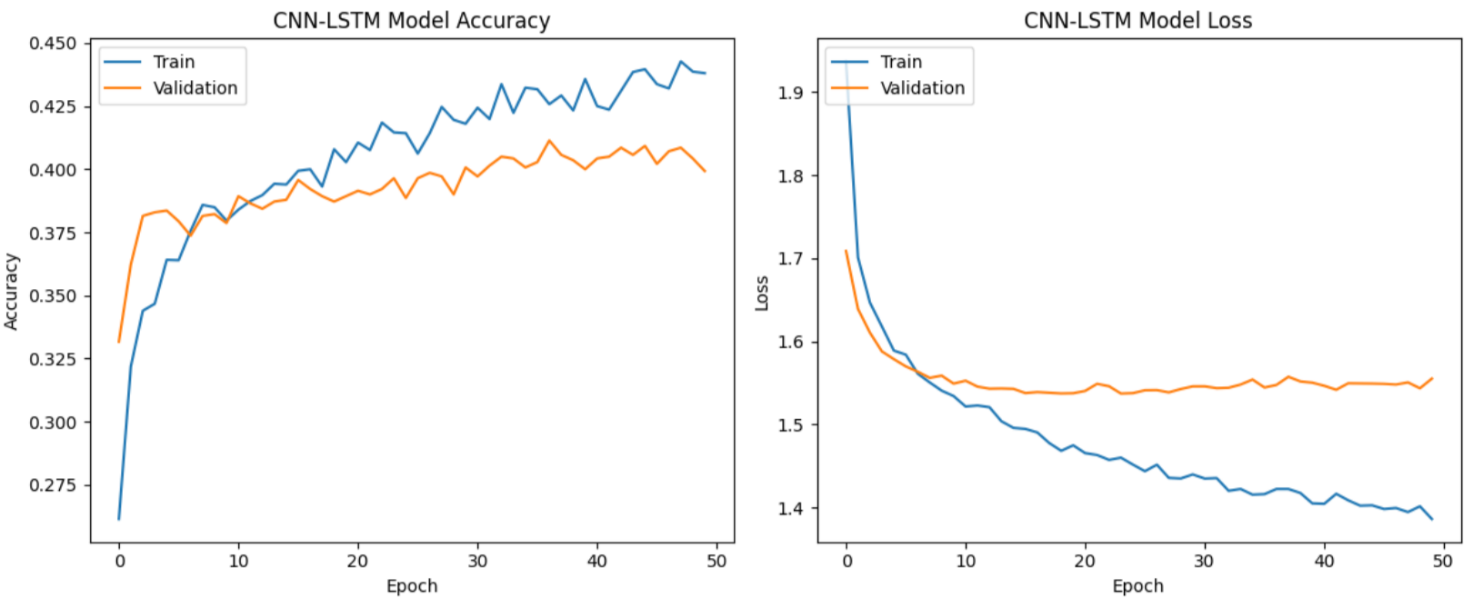 CNN-LSTM Model Accuracy
Train
Validation
0.450
0.425
0.400
0.375
0.350
0.325
0.300
0.275
Accuracy
0 10 20 30 40 50
Epoch
CNN-LSTM Model Loss
Train
Validation
1.9
1.8
1.7
1.6
1.5
1.4
Loss
0 10 20 30 40 50
Epoch